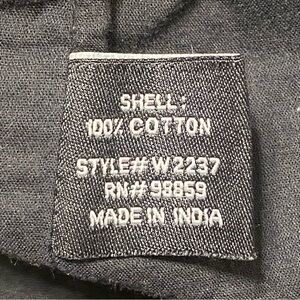 SHELL:
100% COTTON
STYLE# W2237
RN# 98859
MADE IN INDIA